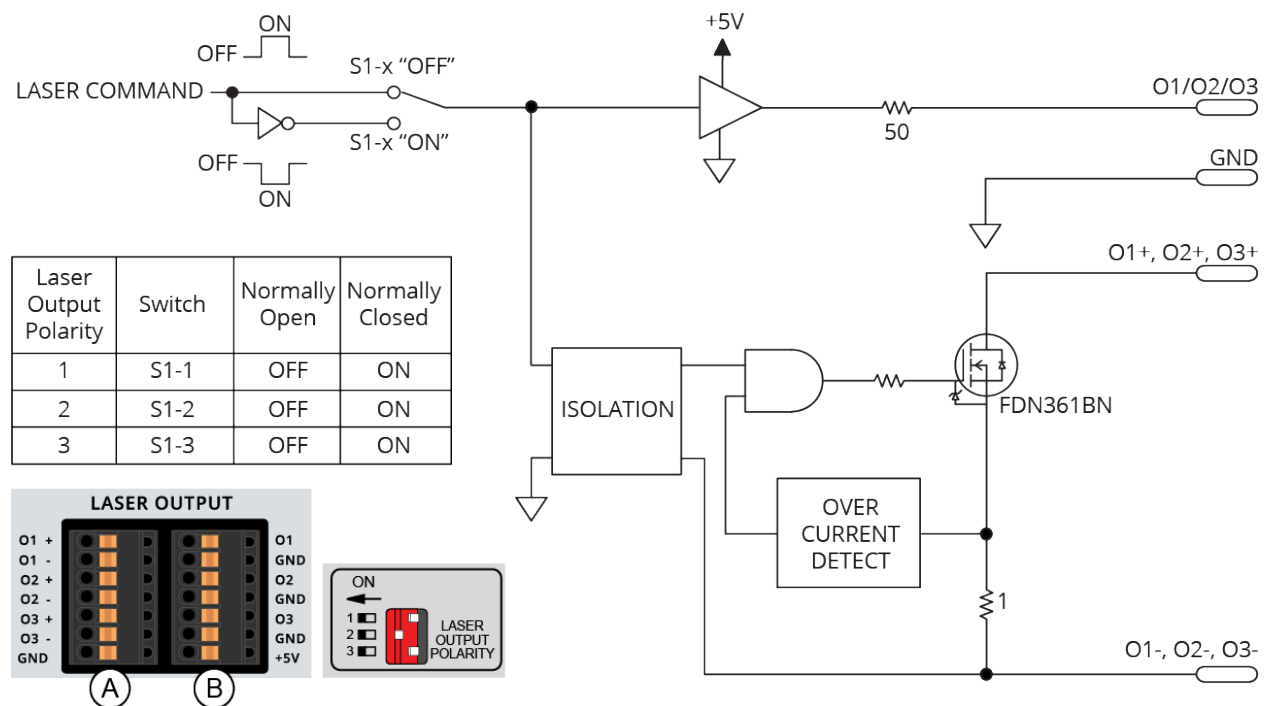 ON
OFF
LASER COMMAND
S1-x “OFF”
S1-x “ON”
OFF
ON
+5V
50
O1/O2/O3
GND
O1+, O2+, O3+
ISOLATION
FDN361BN
OVER
CURRENT
DETECT
1
O1-, O2-, O3-
Laser
Output
Polarity
Switch
Normally
Open
Normally
Closed
1 S1-1 OFF ON
2 S1-2 OFF ON
3 S1-3 OFF ON
LASER OUTPUT
O1 +
O1 -
O2 +
O2 -
O3 +
O3 -
GND
O1
GND
O2
GND
O3
GND
+5V
A
B
ON
1
2
3
LASER
OUTPUT
POLARITY